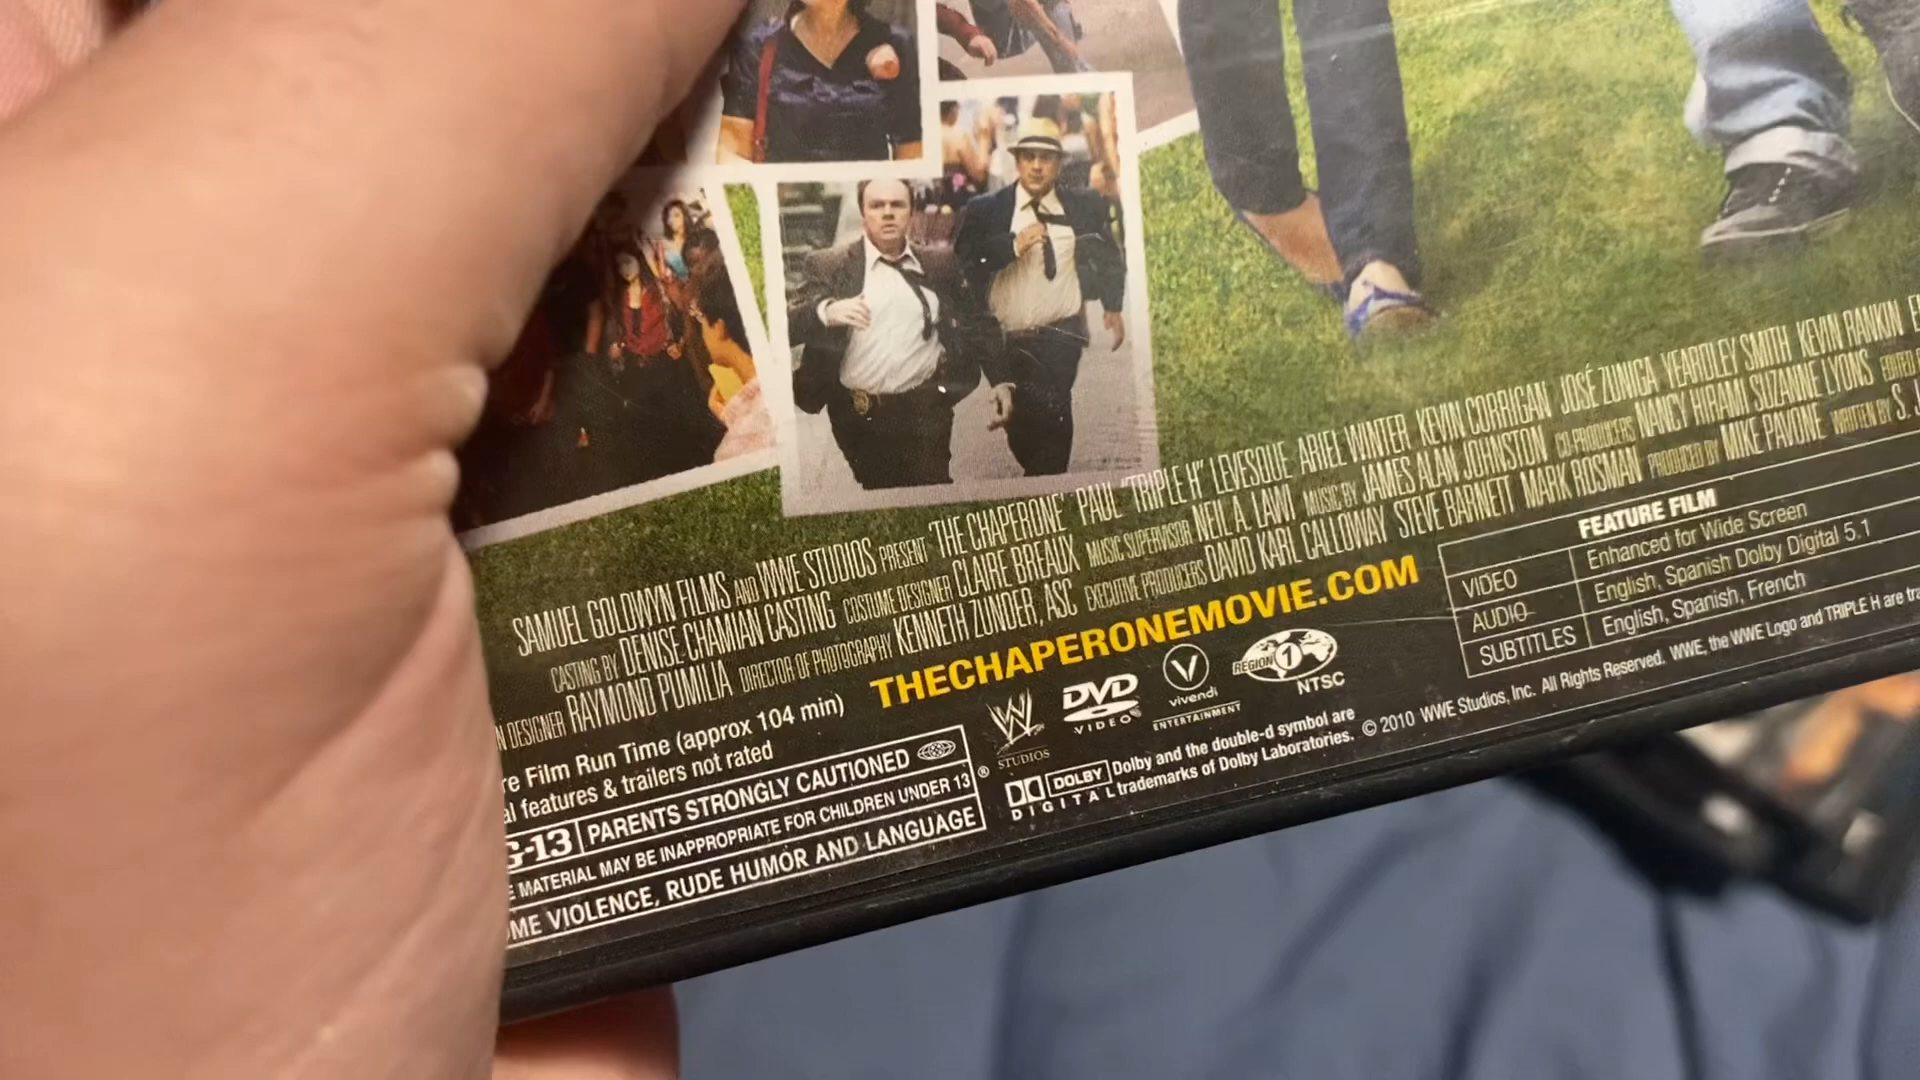 SAMUEL GOLDWYN FILMS AND WWE STUDIOS PRESENT "THE CHAPERONE" PAUL "TRIPLE H" LEVESQUE ARIEL WINTER KEVIN CORRIGAN JOSÉ ZUNIGA YEARDLEY SMITH KEVIN RANKIN
CASTING BY DENISE CHAMIAN CASTING COSTUME DESIGNER CLAIRE BREAUX MUSIC SUPERVISOR NEIL A. LAWI MUSIC BY JAMES ALAN JOHNSTON CO-PRODUCERS NANCY HIRAMI SUZANNE LYONS EDITED
N DESIGNER RAYMOND PUMILIA DIRECTOR OF PHOTOGRAPHY KENNETH ZUNDER, ASC EXECUTIVE PRODUCERS DAVID KARL CALLOWAY STEVE BARNETT MARK ROSMAN PRODUCED BY MIKE PAVONE WRITTEN BY S. J
THECHAPERONEMOVIE.COM
re Film Run Time (approx 104 min)
al features & trailers not rated
G-13 PARENTS STRONGLY CAUTIONED
E MATERIAL MAY BE INAPPROPRIATE FOR CHILDREN UNDER 13 ®
OME VIOLENCE, RUDE HUMOR AND LANGUAGE
W STUDIOS
DVD VIDEO
V vivendi ENTERTAINMENT
REGION 1 NTSC
DOLBY DIGITAL
Dolby and the double-d symbol are
trademarks of Dolby Laboratories.
© 2010 WWE Studios, Inc. All Rights Reserved. WWE, the WWE Logo and TRIPLE H are tra
FEATURE FILM
VIDEO Enhanced for Wide Screen
AUDIO English, Spanish Dolby Digital 5.1
SUBTITLES English, Spanish, French